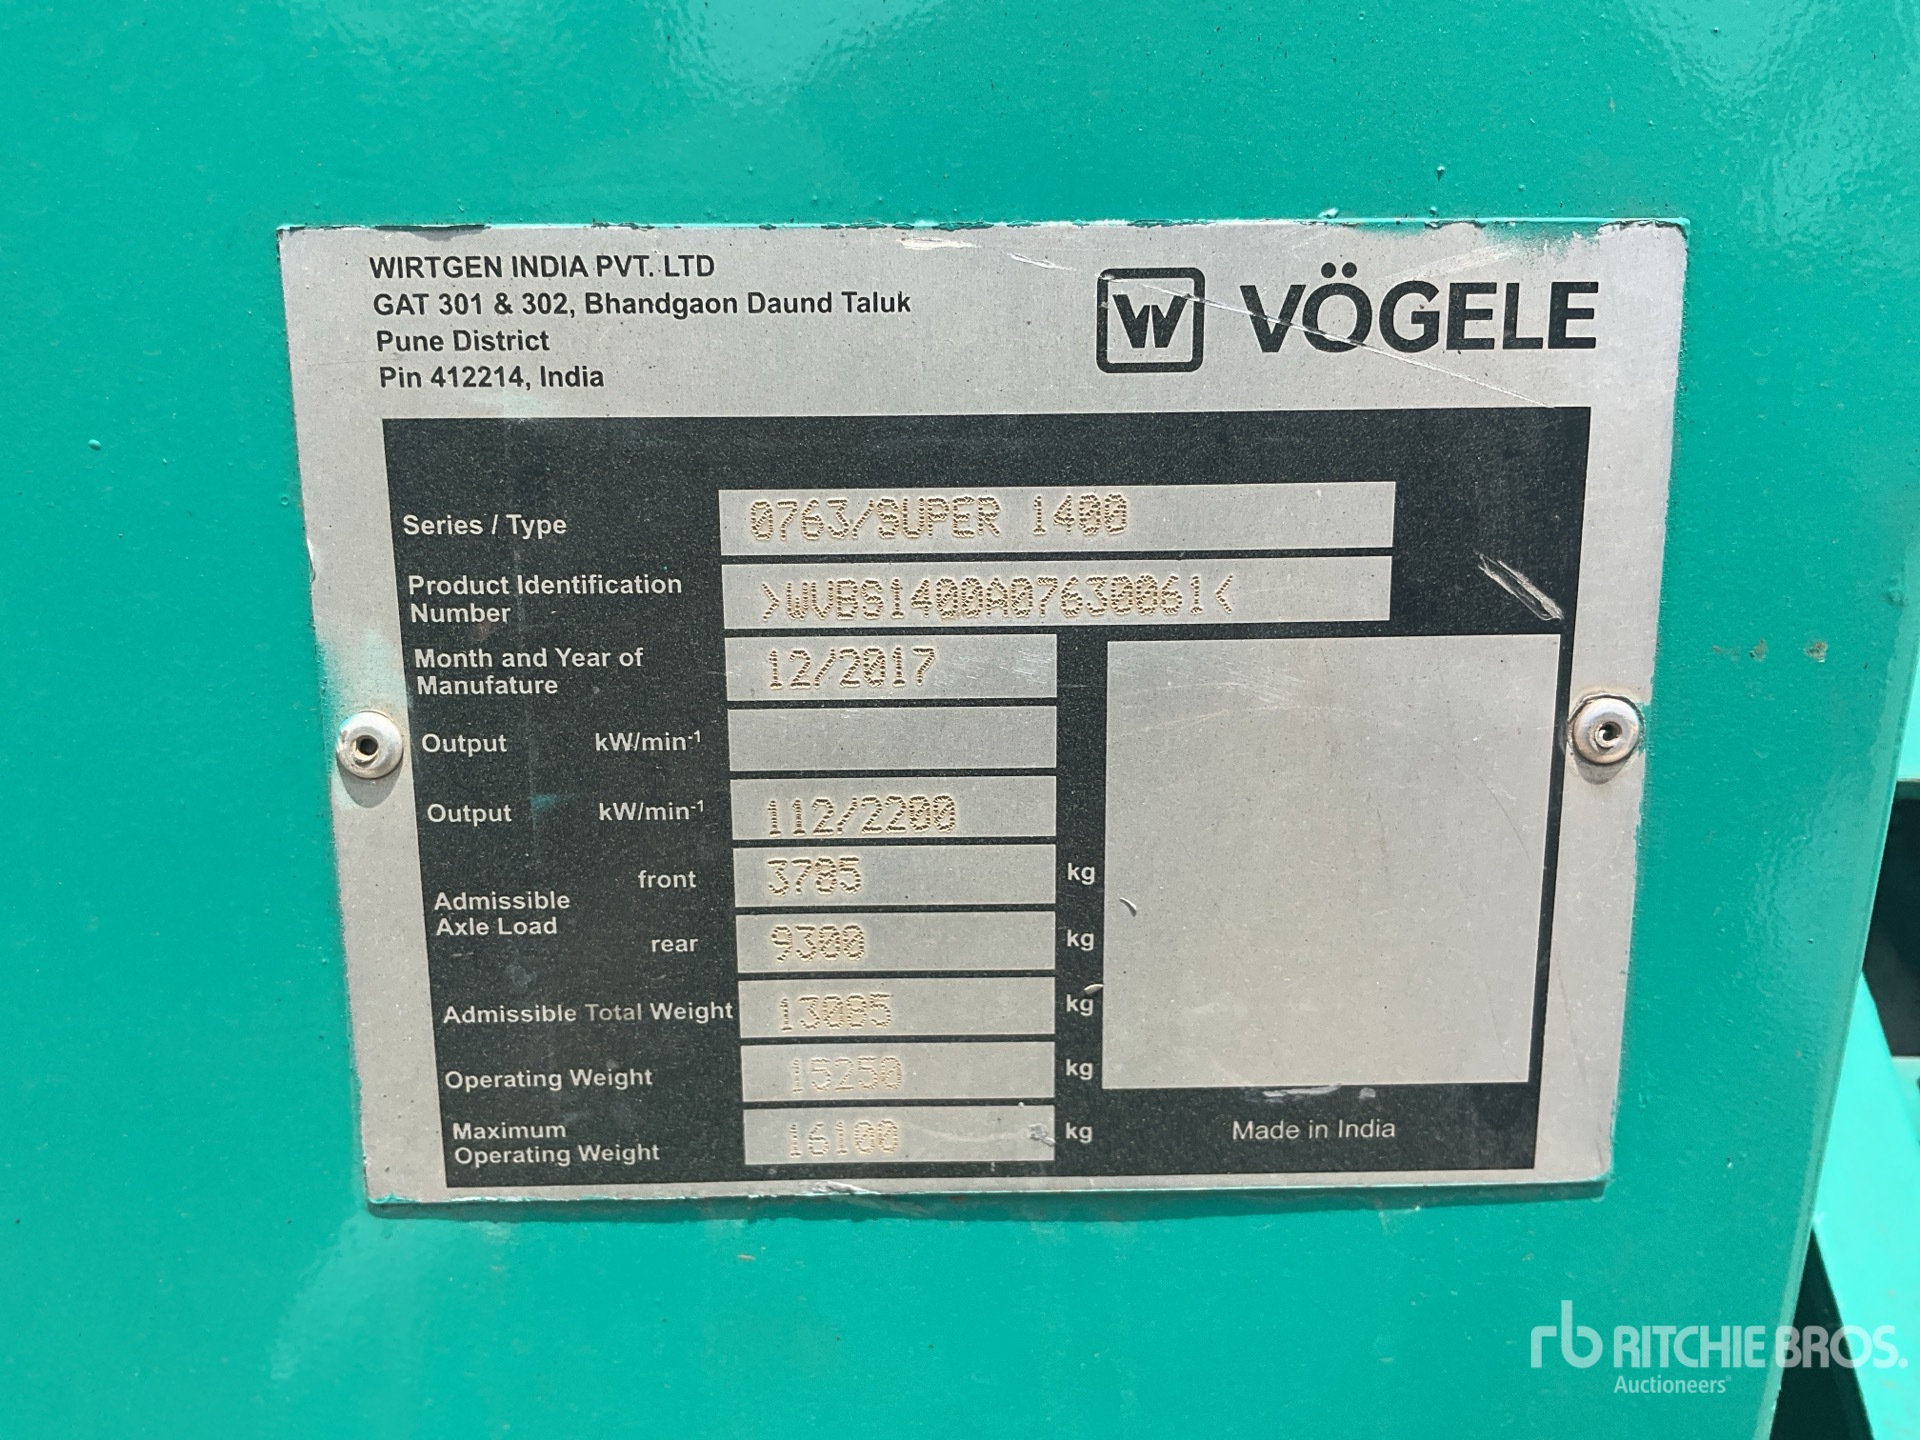 WIRTGEN INDIA PVT. LTD
GAT 301 & 302, Bhandgaon Daund Taluk
Pune District
Pin 412214, India
W VÖGELE
Series / Type 0763/SUPER 1400
Product Identification
Number >WVBS1400A07630061<
Month and Year of
Manufature 12/2017
Output kW/min-1
Output kW/min-1 112/2200
Admissible
Axle Load
front 3785 kg
rear 9300 kg
Admissible Total Weight 13085 kg
Operating Weight 15250 kg
Maximum
Operating Weight 16100 kg
Made in India
rb RITCHIE BROS.
Auctioneers